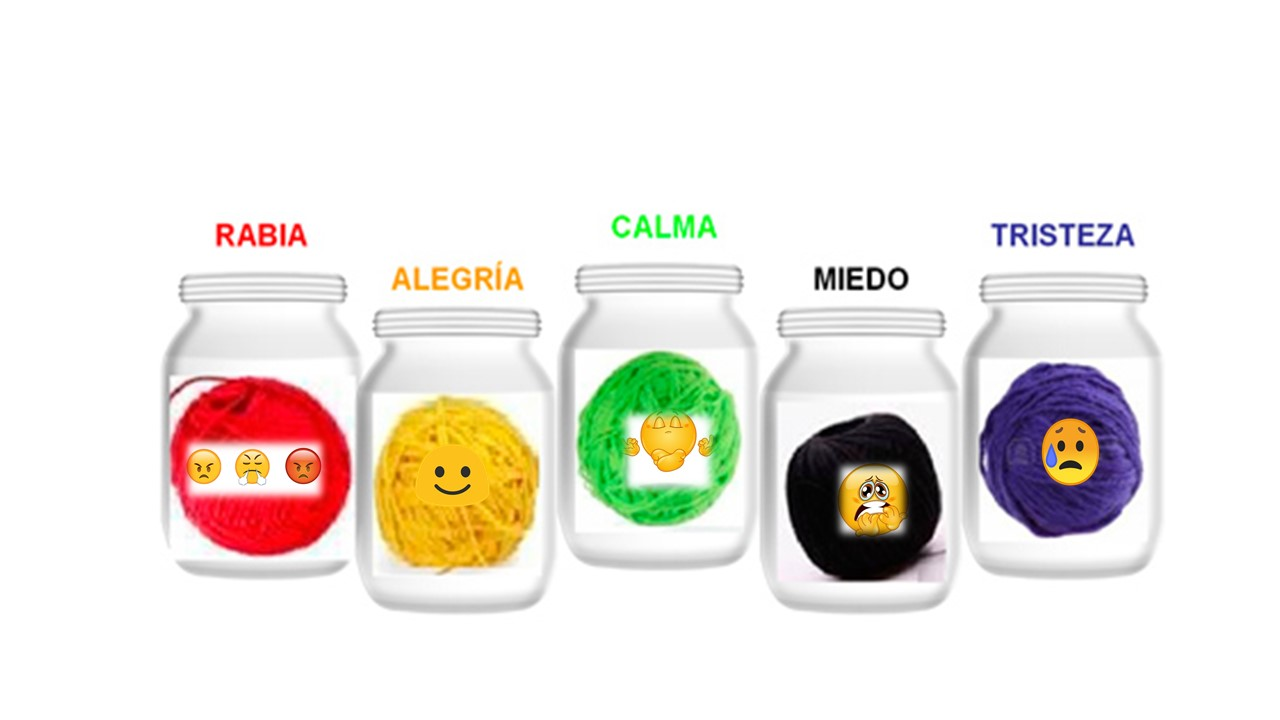 RABIA
ALEGRÍA
CALMA
MIEDO
TRISTEZA